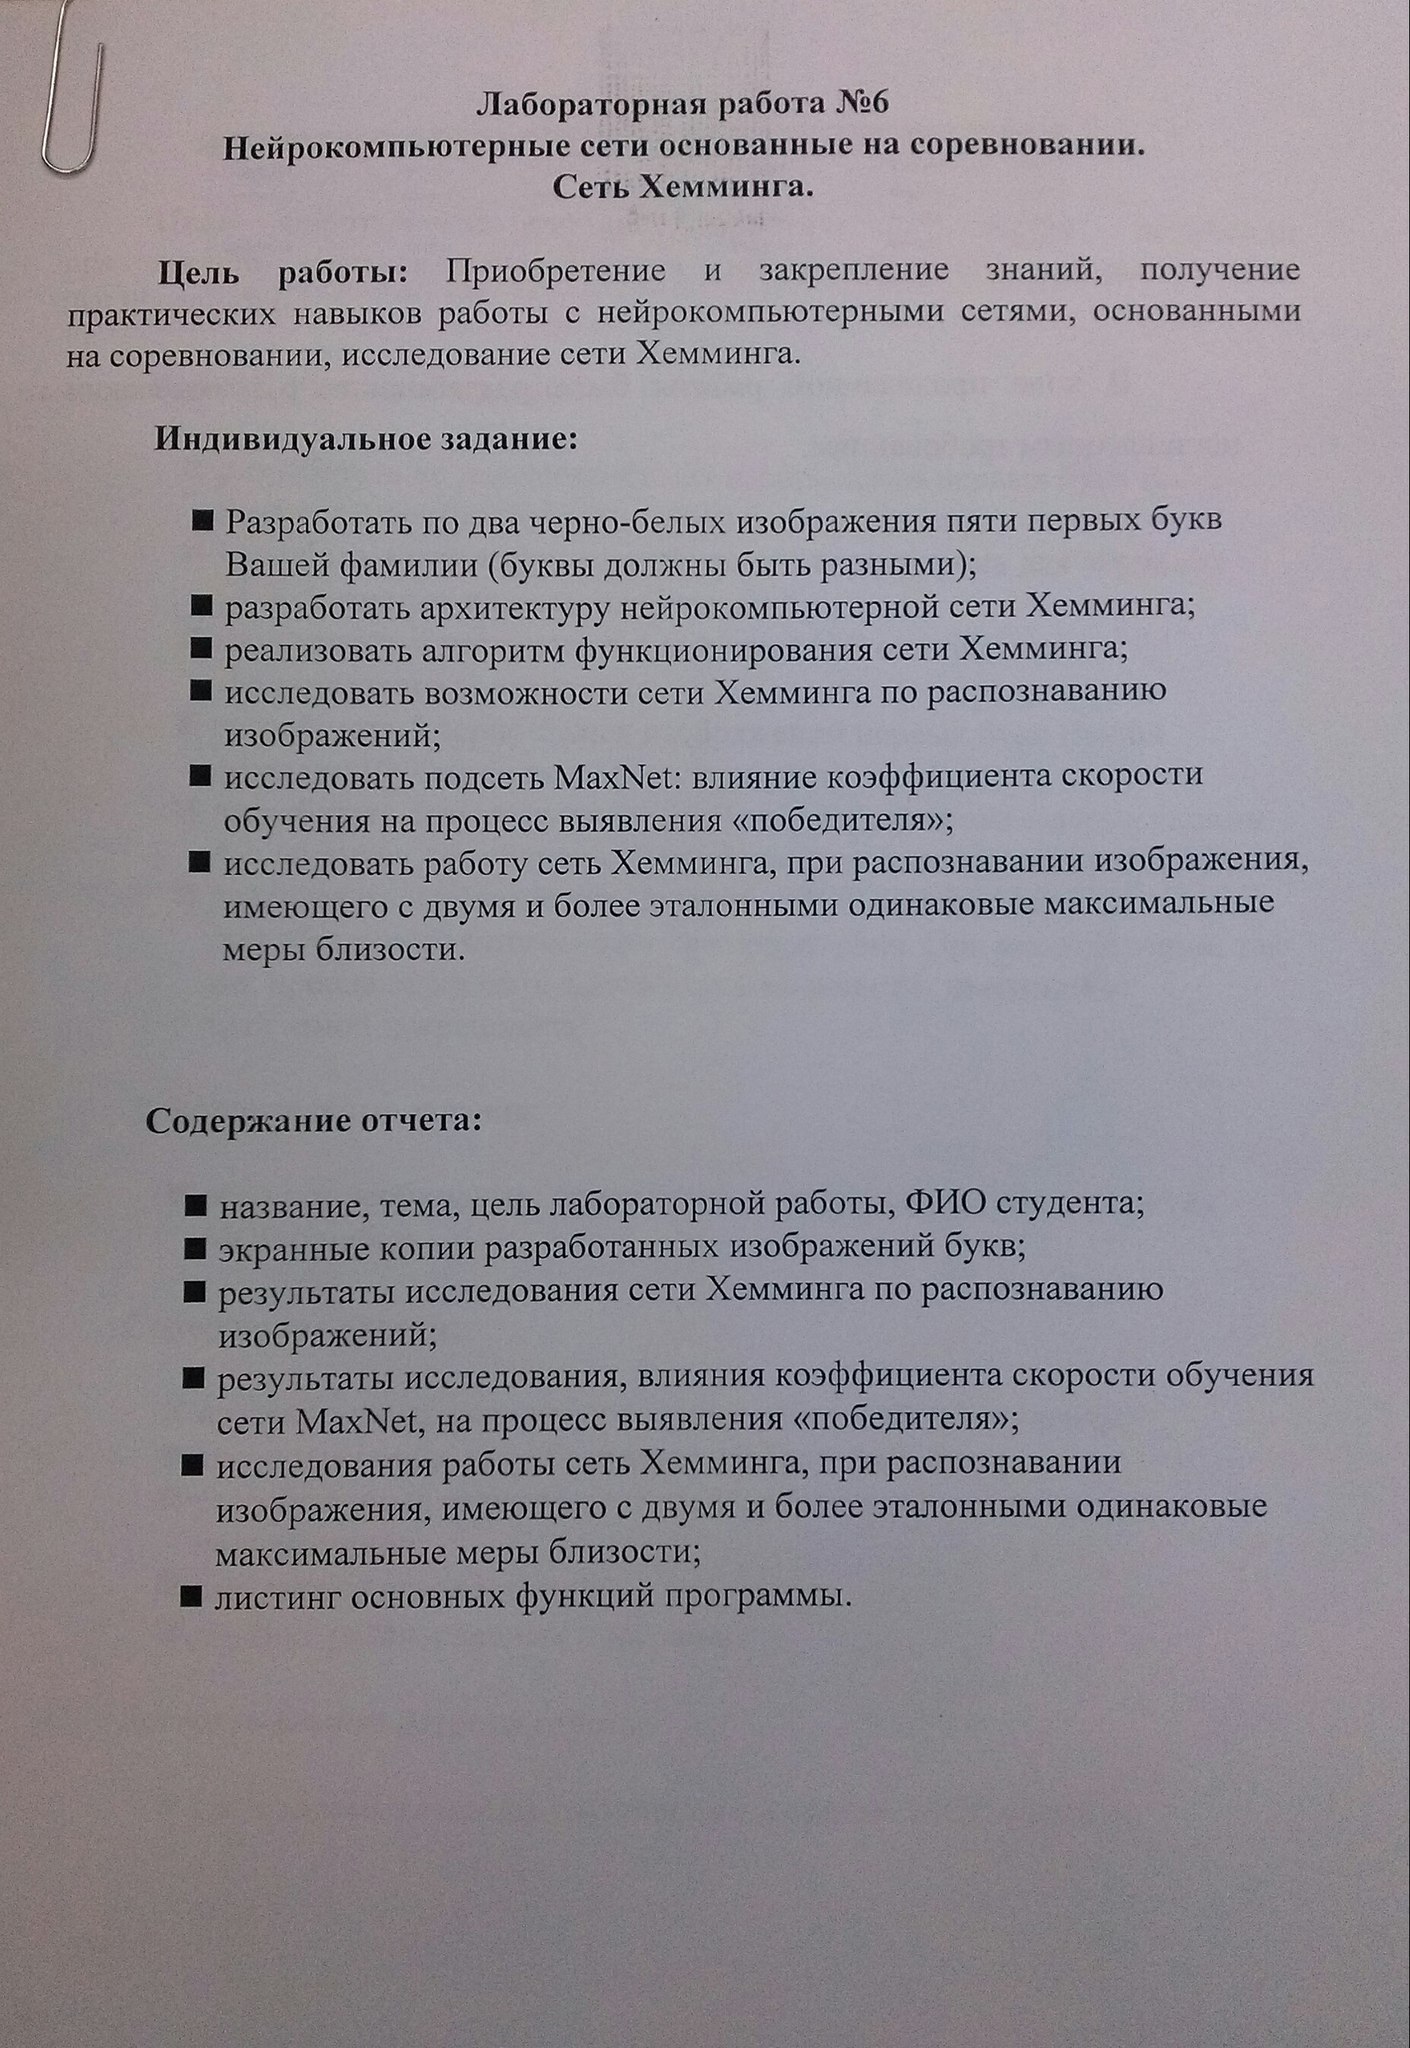 Лабораторная работа №6
Нейрокомпьютерные сети основанные на соревновании.
Сеть Хемминга.
Цель работы: Приобретение и закрепление знаний, получение
практических навыков работы с нейрокомпьютерными сетями, основанными
на соревновании, исследование сети Хемминга.
Индивидуальное задание:
■ Разработать по два черно-белых изображения пяти первых букв
Вашей фамилии (буквы должны быть разными);
■ разработать архитектуру нейрокомпьютерной сети Хемминга;
■ реализовать алгоритм функционирования сети Хемминга;
■ исследовать возможности сети Хемминга по распознаванию
изображений;
■ исследовать подсеть MaxNet: влияние коэффициента скорости
обучения на процесс выявления «победителя»;
■ исследовать работу сеть Хемминга, при распознавании изображения,
имеющего с двумя и более эталонными одинаковые максимальные
меры близости.
Содержание отчета:
■ название, тема, цель лабораторной работы, ФИО студента;
■ экранные копии разработанных изображений букв;
■ результаты исследования сети Хемминга по распознаванию
изображений;
■ результаты исследования, влияния коэффициента скорости обучения
сети MaxNet, на процесс выявления «победителя»;
■ исследования работы сеть Хемминга, при распознавании
изображения, имеющего с двумя и более эталонными одинаковые
максимальные меры близости;
■ листинг основных функций программы.